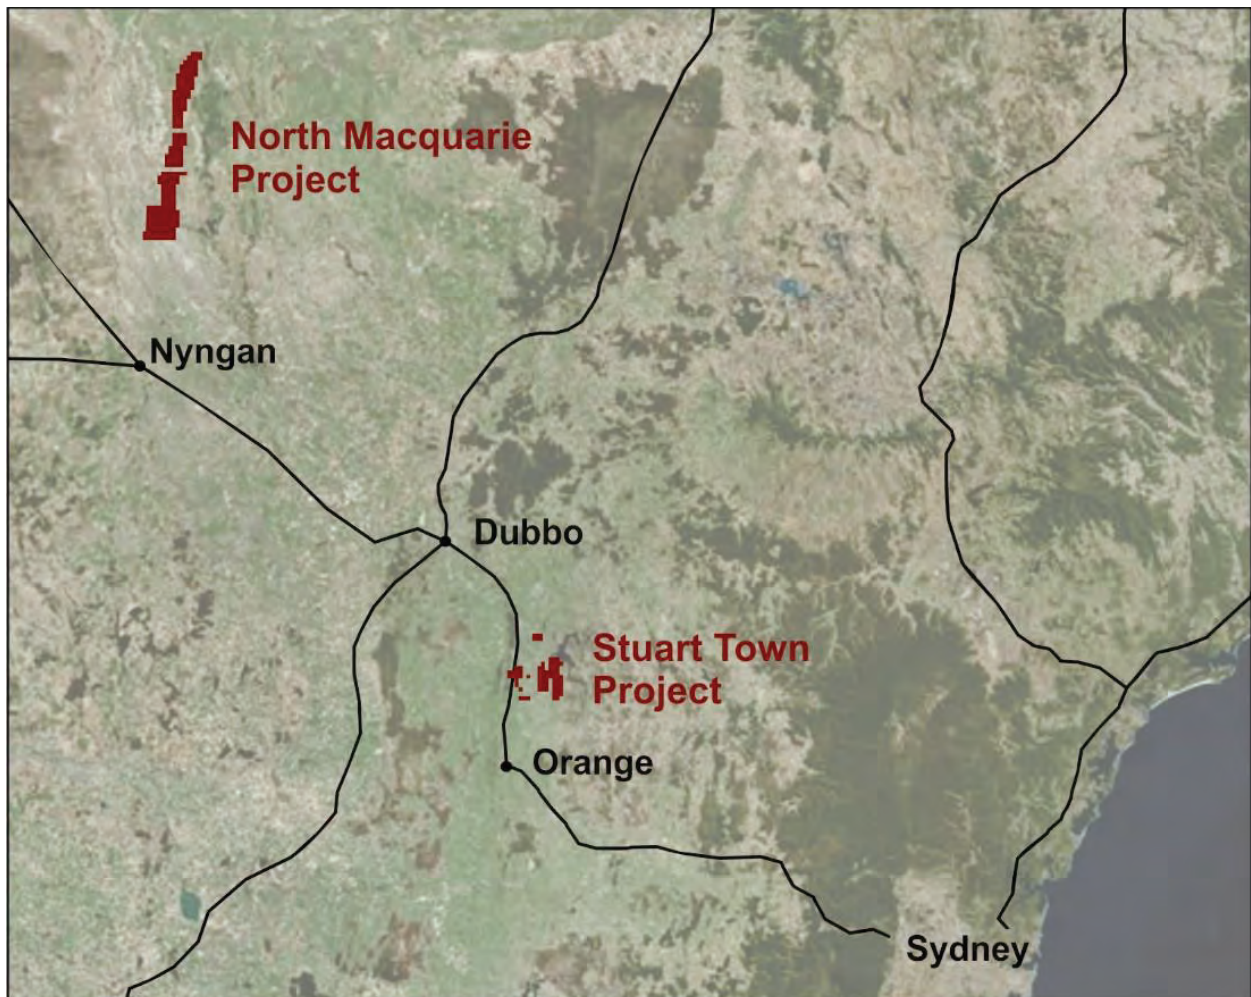 North Macquarie
Project
Nyngan
Dubbo
Stuart Town
Project
Orange
Sydney